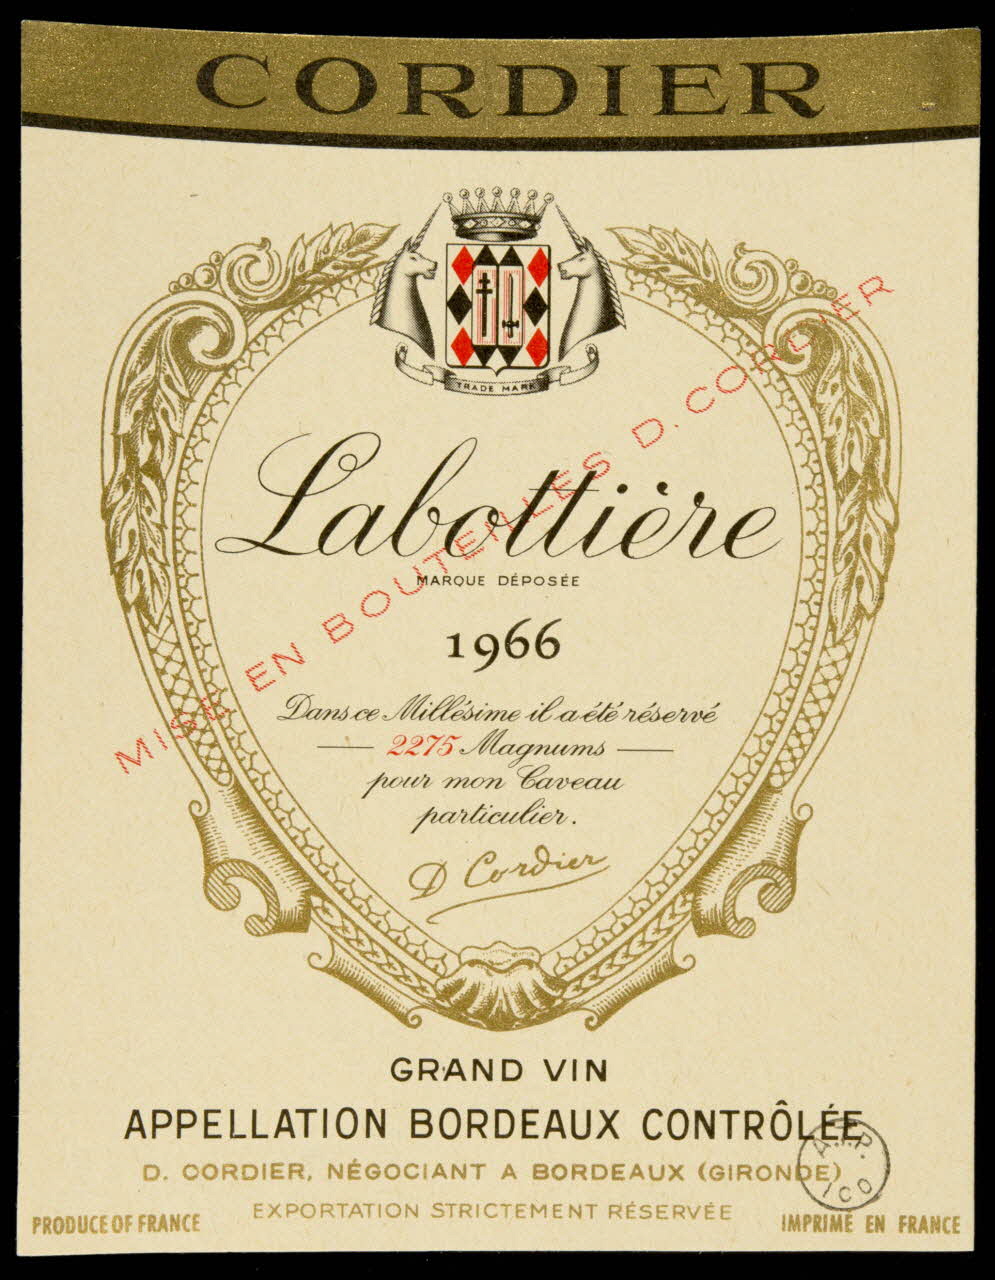 CORDIER
TRADE MARK
Labottière
MARQUE DÉPOSÉE
1966
MISE EN BOUTEILLES D. CORDIER
Dans ce Millésime il a été réservé
2275 Magnums
pour mon Caveau
particulier.
D Cordier
GRAND VIN
APPELLATION BORDEAUX CONTRÔLÉE
D. CORDIER, NÉGOCIANT A BORDEAUX (GIRONDE)
EXPORTATION STRICTEMENT RÉSERVÉE
PRODUCE OF FRANCE
IMPRIMÉ EN FRANCE
A.T.P.
ICO